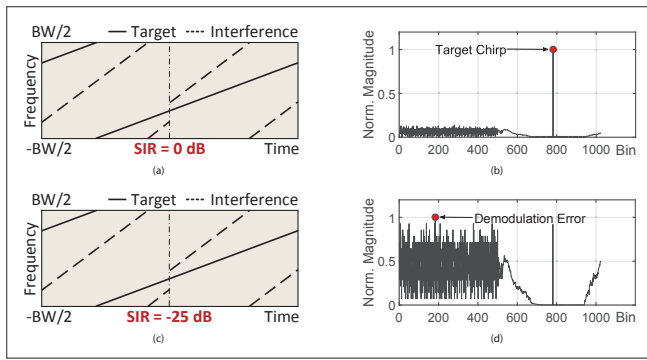 BW/2
Target
Interference
Frequency
-BW/2
SIR = 0 dB
Time
(a)
Norm. Magnitude
1
0.5
0
Target Chirp
0
200
400
600
800
1000
Bin
(b)
BW/2
Target
Interference
Frequency
-BW/2
SIR = -25 dB
Time
(c)
Norm. Magnitude
1
0.5
0
Demodulation Error
0
200
400
600
800
1000
Bin
(d)